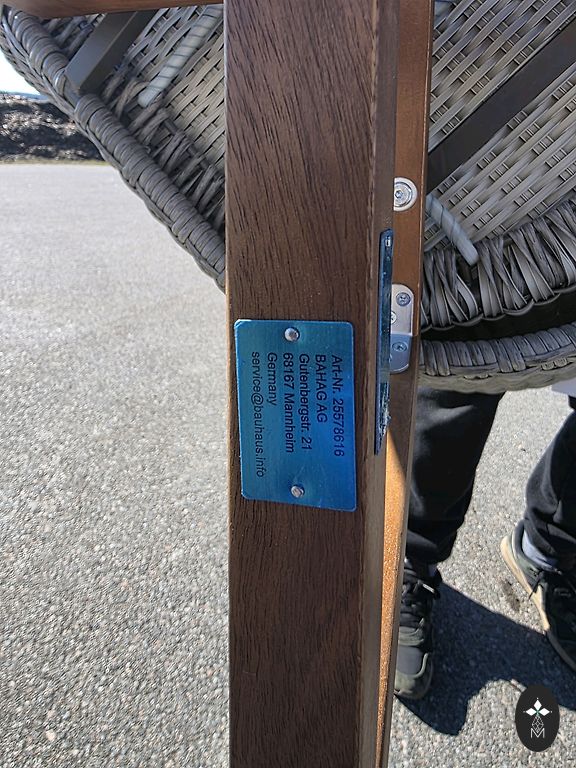 Art-Nr. 25578616
BAHAG AG
Gutenbergstr. 21
68167 Mannheim
Germany
service@bauhaus.info
M